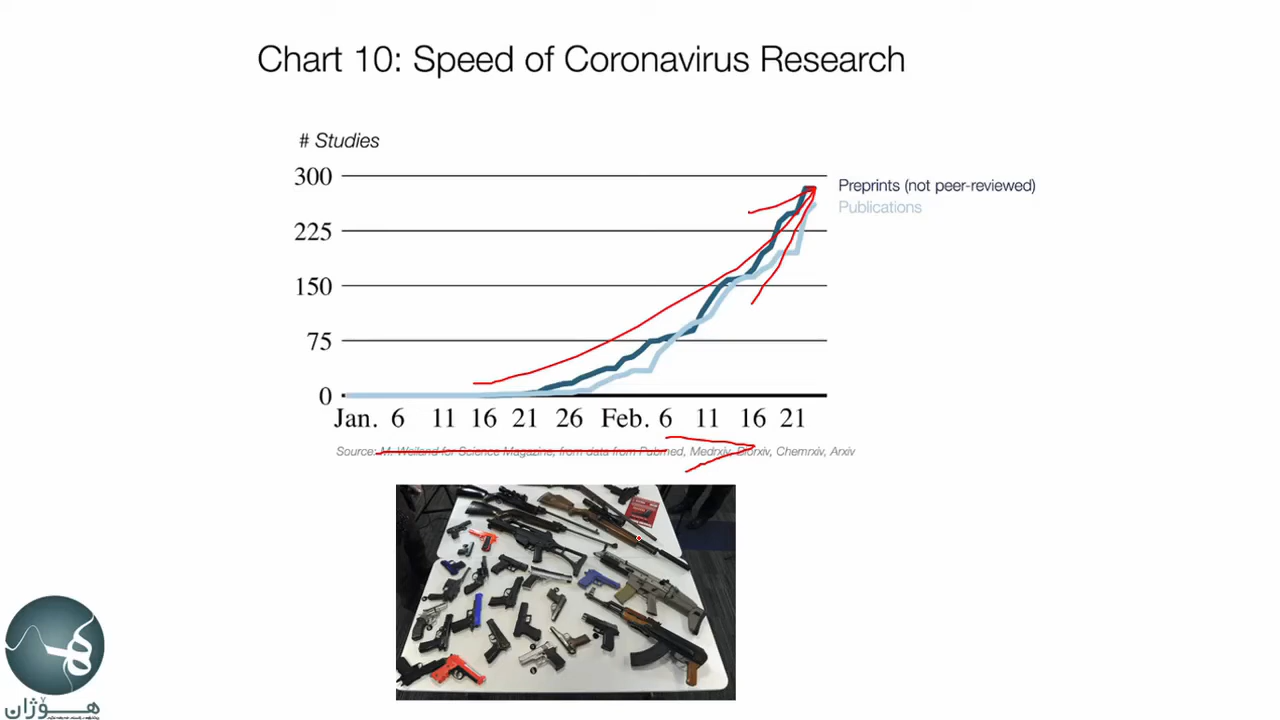 Chart 10: Speed of Coronavirus Research
# Studies
300
225
150
75
0
Preprints (not peer-reviewed)
Publications
Jan. 6 11 16 21 26 Feb. 6 11 16 21
Source: M. Weiland for Science Magazine, from data from Pubmed, Medrxiv, Biorxiv, Chemrxiv, Arxiv
هـــۆژان